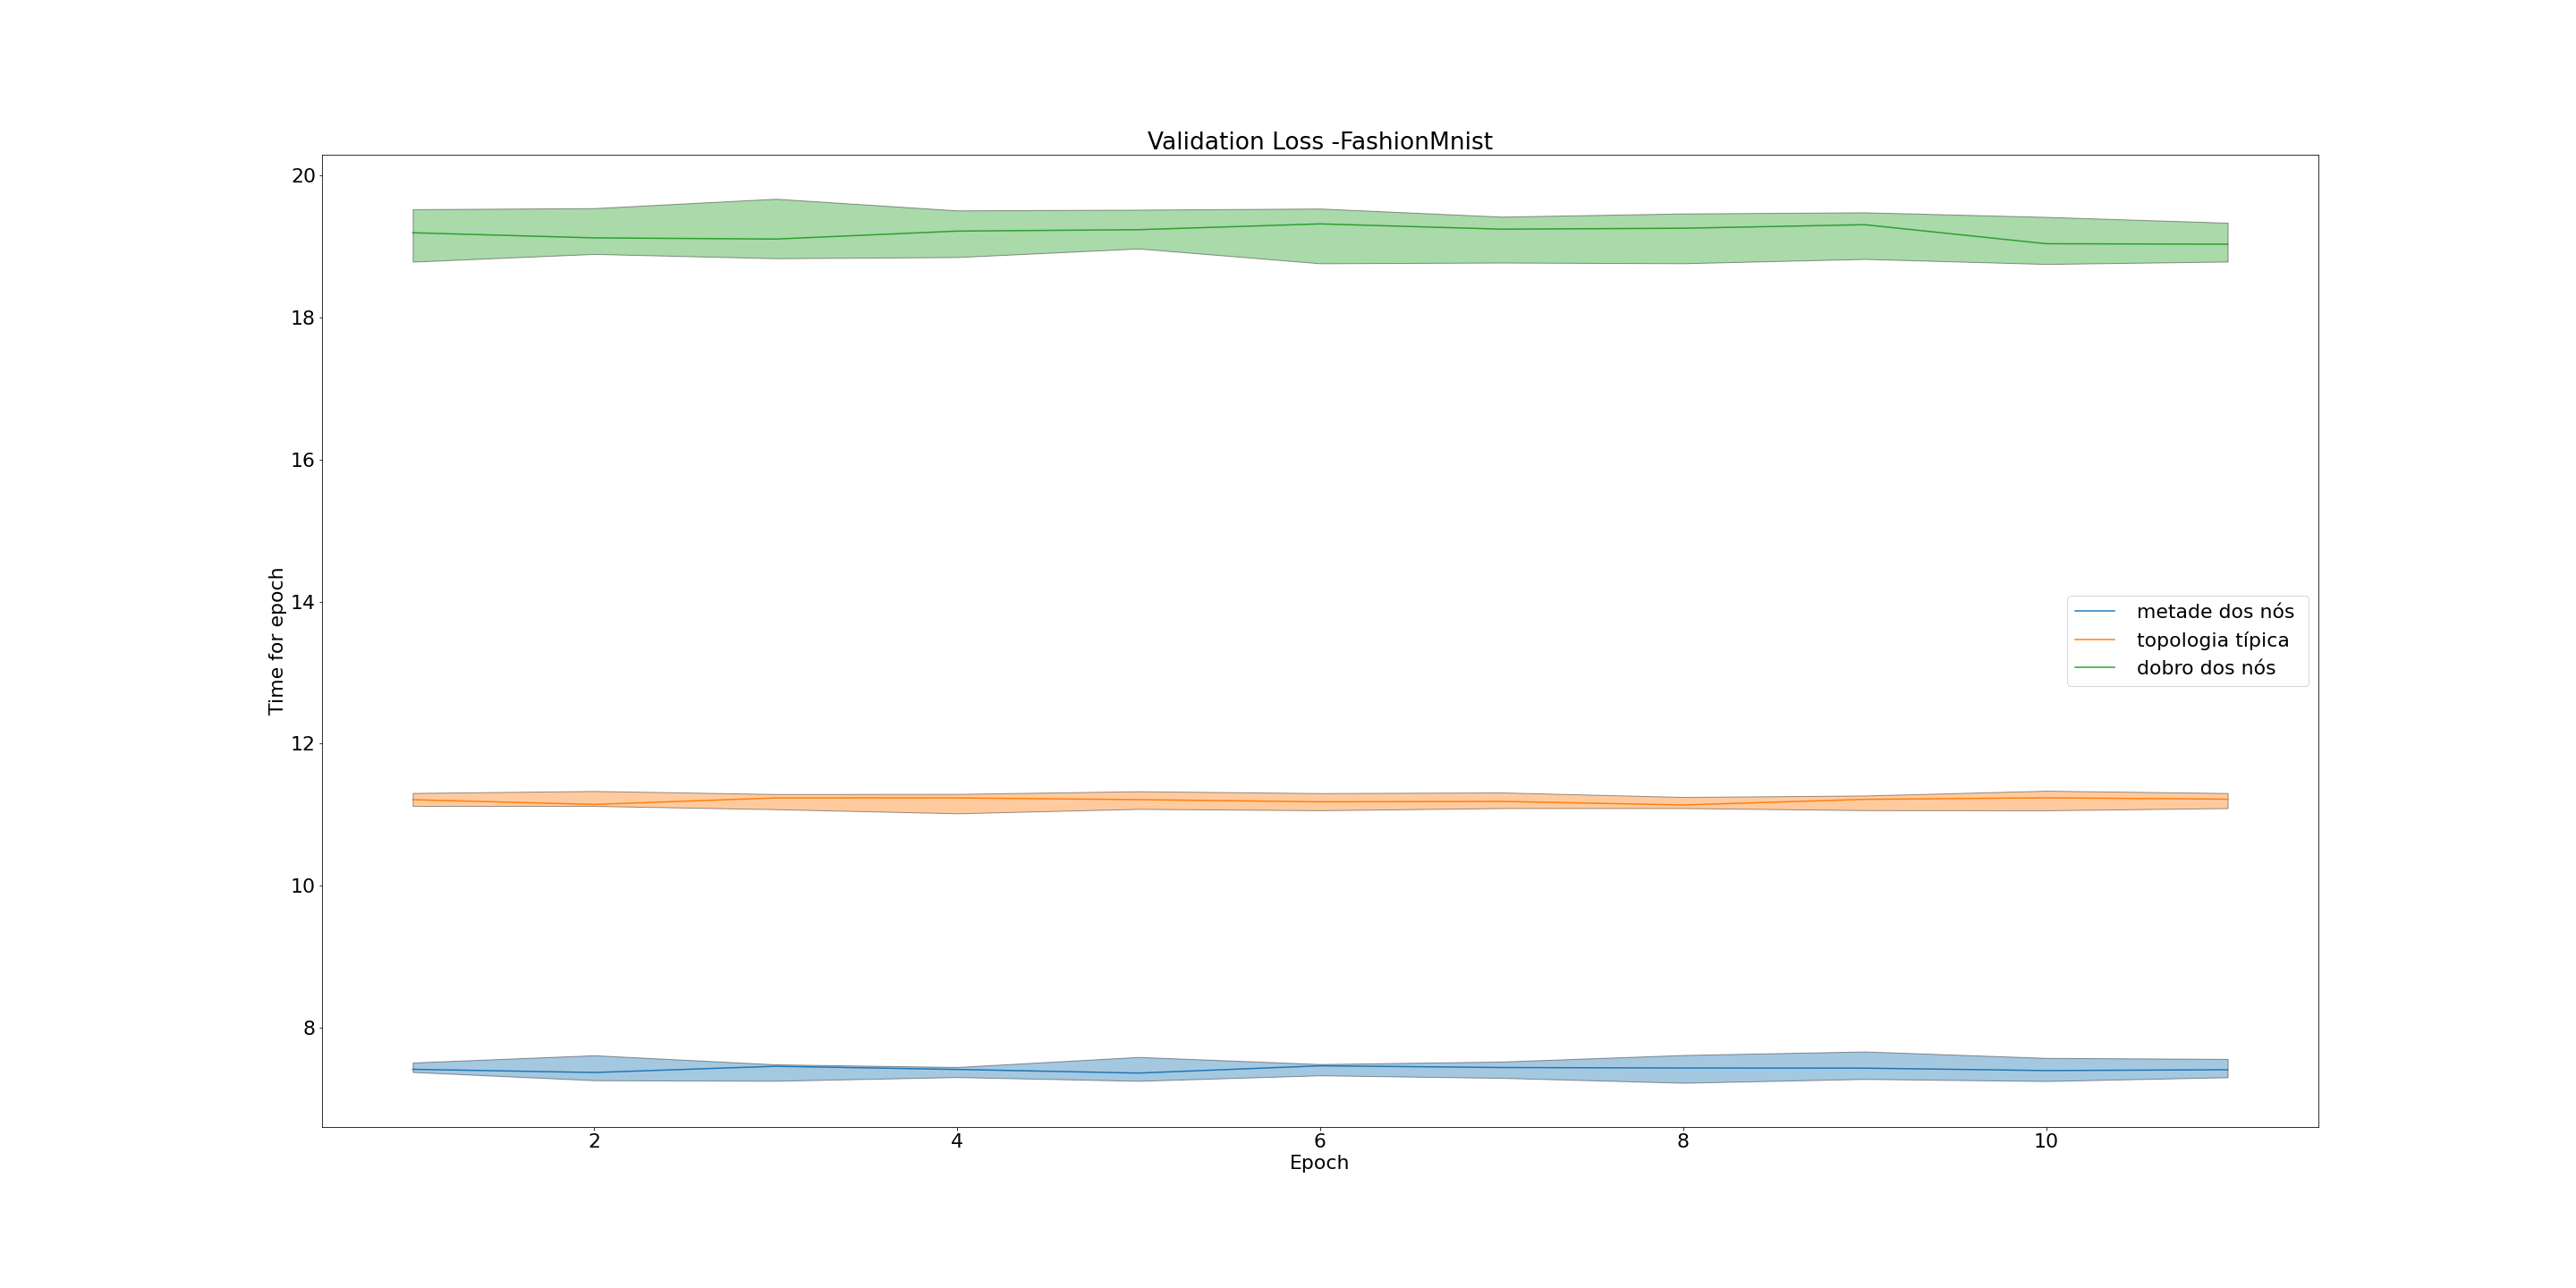 Validation Loss -FashionMnist
20
18
16
14
12
10
8
Time for epoch
metade dos nós
topologia típica
dobro dos nós
2 4 6 8 10
Epoch